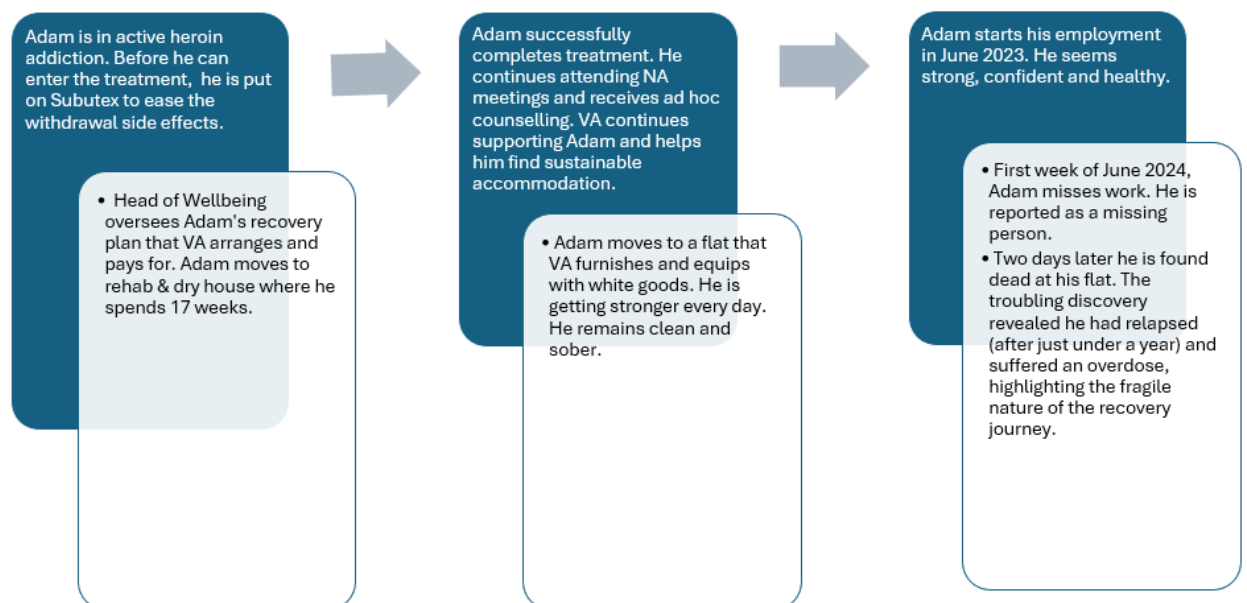 Adam is in active heroin
addiction. Before he can
enter the treatment,  he is put
on Subutex to ease the
withdrawal side effects.
• Head of Wellbeing
oversees Adam's recovery
plan that VA arranges and
pays for. Adam moves to
rehab & dry house where he
spends 17 weeks.
Adam successfully
completes treatment. He
continues attending NA
meetings and receives ad hoc
counselling. VA continues
supporting Adam and helps
him find sustainable
accommodation.
• Adam moves to a flat that
VA furnishes and equips
with white goods. He is
getting stronger every day.
He remains clean and
sober.
Adam starts his employment
in June 2023. He seems
strong, confident and healthy.
• First week of June 2024,
Adam misses work. He is
reported as a missing
person.
• Two days later he is found
dead at his flat. The
troubling discovery
revealed he had relapsed
(after just under a year) and
suffered an overdose,
highlighting the fragile
nature of the recovery
journey.